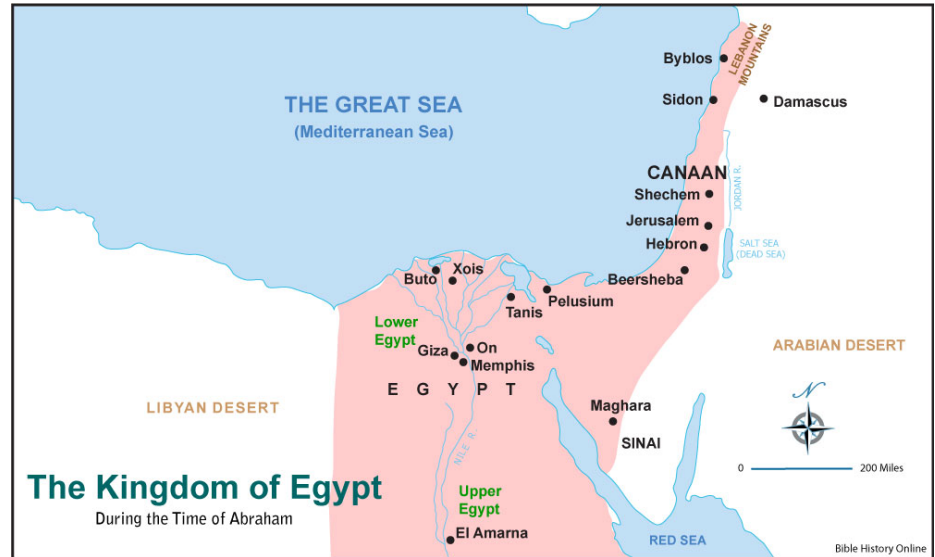 Byblos
LEBANON
MOUNTAINS
THE GREAT SEA
(Mediterranean Sea)
Sidon
Damascus
CANAAN
Shechem
JORDAN R.
Jerusalem
Hebron
SALT SEA
(DEAD SEA)
Beersheba
Buto
Xois
Tanis
Pelusium
Lower
Egypt
Giza
On
Memphis
ARABIAN DESERT
E G Y P T
LIBYAN DESERT
N
Maghara
SINAI
NILE R.
0 200 Miles
The Kingdom of Egypt
During the Time of Abraham
Upper
Egypt
El Amarna
RED SEA
Bible History Online